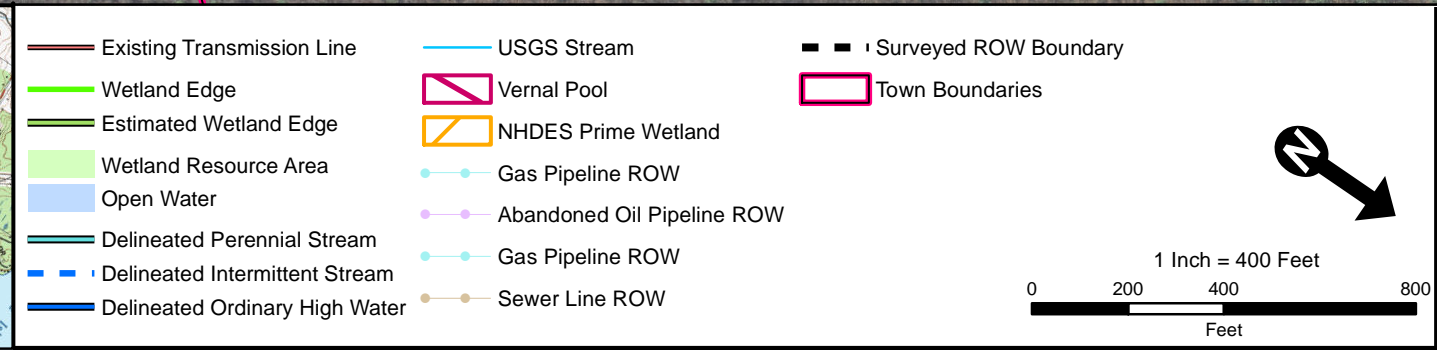 Existing Transmission Line
Wetland Edge
Estimated Wetland Edge
Wetland Resource Area
Open Water
Delineated Perennial Stream
Delineated Intermittent Stream
Delineated Ordinary High Water
USGS Stream
Vernal Pool
NHDES Prime Wetland
Gas Pipeline ROW
Abandoned Oil Pipeline ROW
Gas Pipeline ROW
Sewer Line ROW
Surveyed ROW Boundary
Town Boundaries
N
1 Inch = 400 Feet
0 200 400 800
Feet